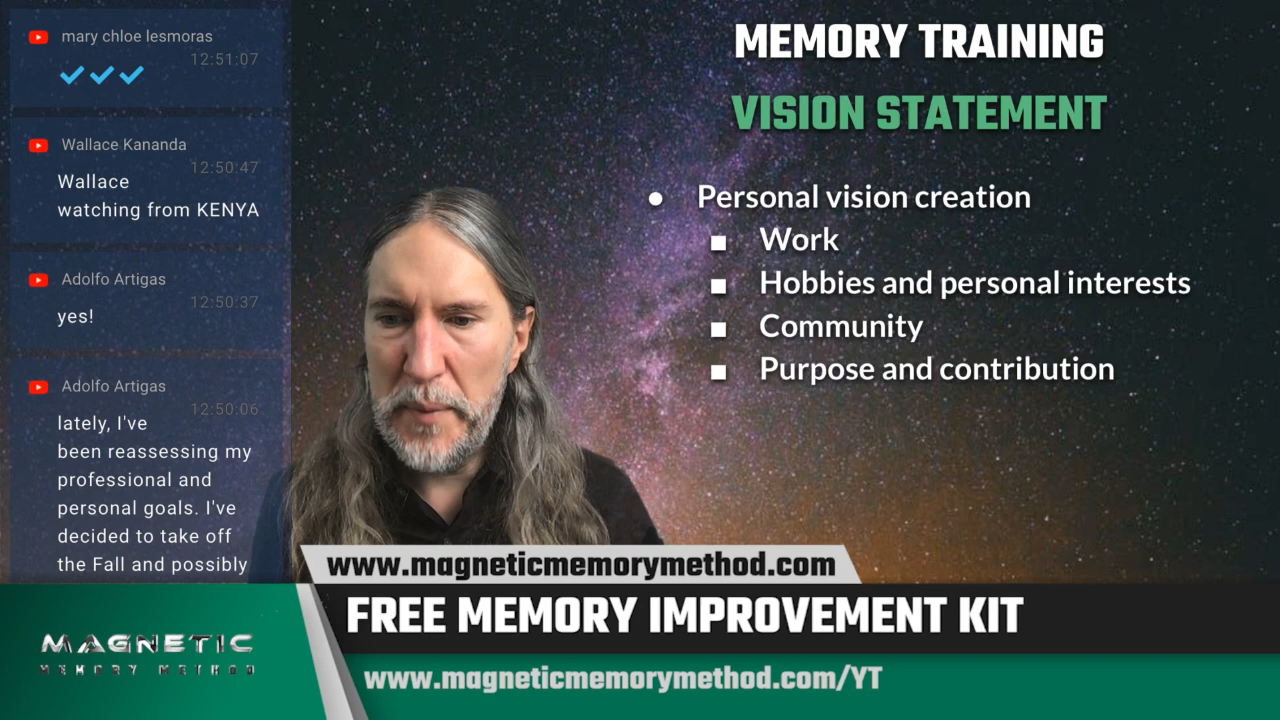 mary chloe lesmoras
12:51:07
Wallace Kananda
12:50:47
Wallace
watching from KENYA
Adolfo Artigas
12:50:37
yes!
Adolfo Artigas
12:50:06
lately, I've
been reassessing my
professional and
personal goals. I've
decided to take off
the Fall and possibly
MEMORY TRAINING
VISION STATEMENT
• Personal vision creation
▪ Work
▪ Hobbies and personal interests
▪ Community
▪ Purpose and contribution
www.magneticmemorymethod.com
FREE MEMORY IMPROVEMENT KIT
www.magneticmemorymethod.com/YT
MAGNETIC
MEMORY METHOD